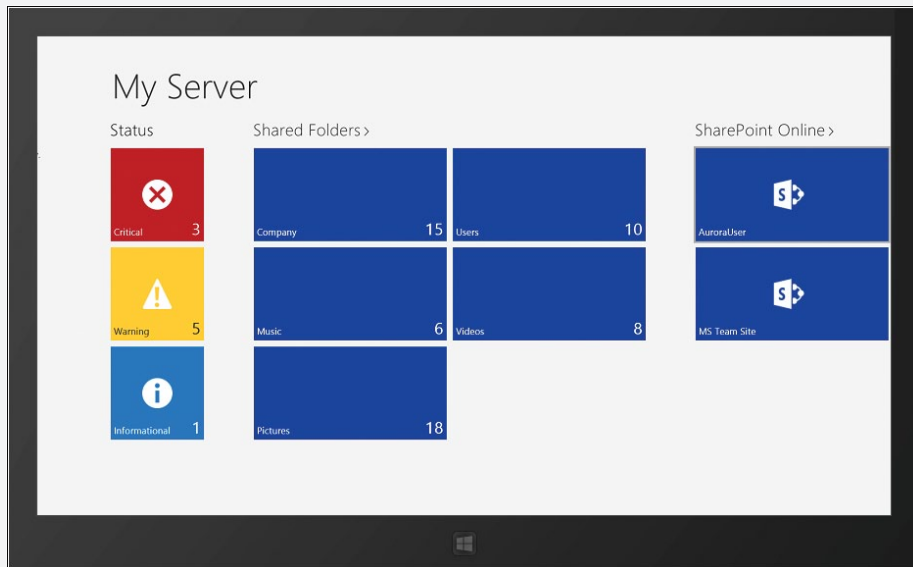 My Server
Status
Critical 3
Warning 5
Informational 1
Shared Folders >
Company 15
Users 10
Music 6
Videos 8
Pictures 18
SharePoint Online >
S
AuroraUser
S
MS Team Site